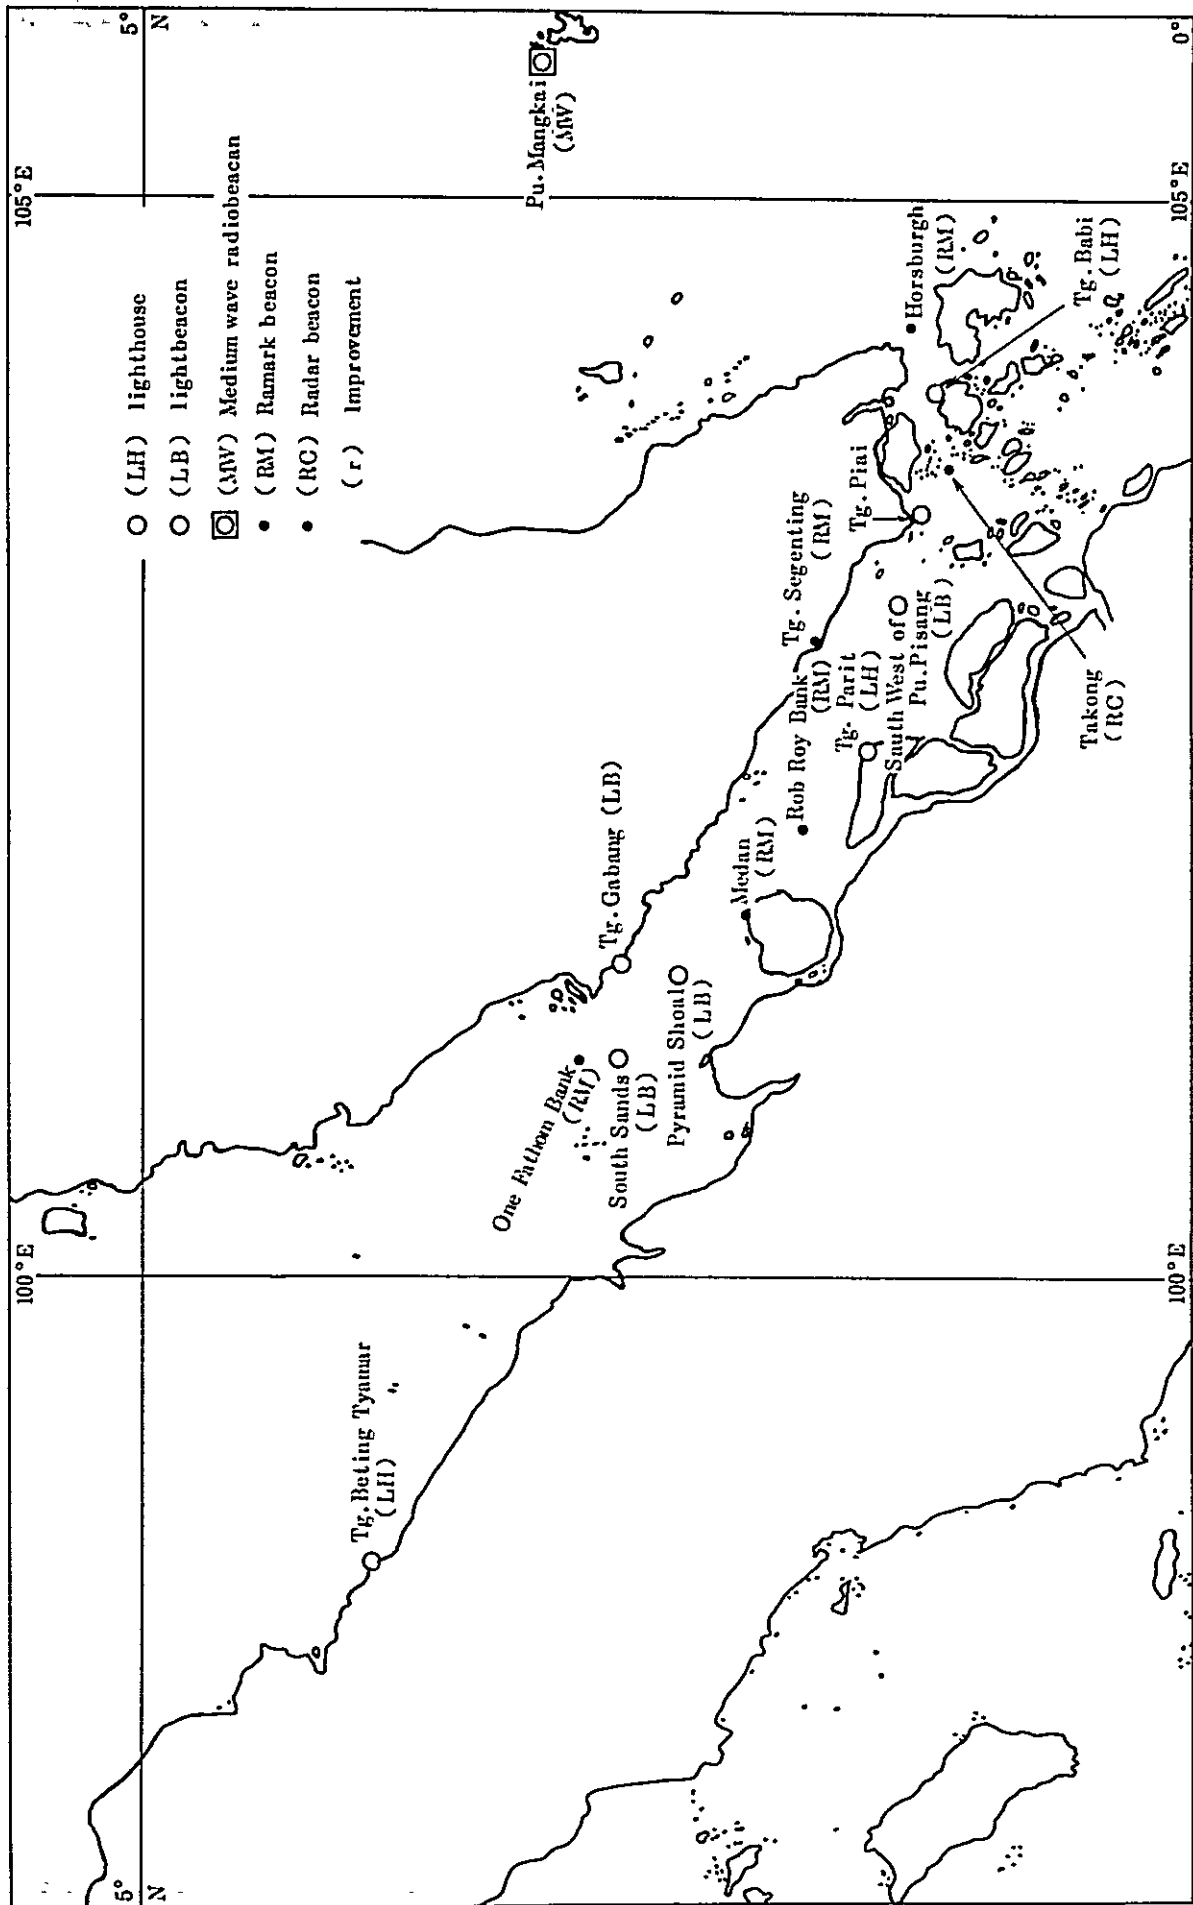 105°E
100°E
5°
N
5°
N
(LH) lighthouse
(LB) lightbeacon
(MW) Medium wave radiobeacan
(RM) Ramark beacon
(RC) Radar beacon
(r) Improvement
Tg. Beting Tyamar
(LH)
One Fathom Bank
(RM)
South Sands
(LB)
Pyramid Shoal
(LB)
Tg. Gabang (LB)
Medan
(RM)
Rob Roy Bank
(RM)
Tg. Parit
(LH)
Sauth West of
Pu. Pisang
(LB)
Tg. Segenting
(RM)
Tg. Piai
Takong
(RC)
Horsburgh
(RM)
Tg. Babi
(LH)
Pu. Mangkai
(MW)
100°E
105°E
0°